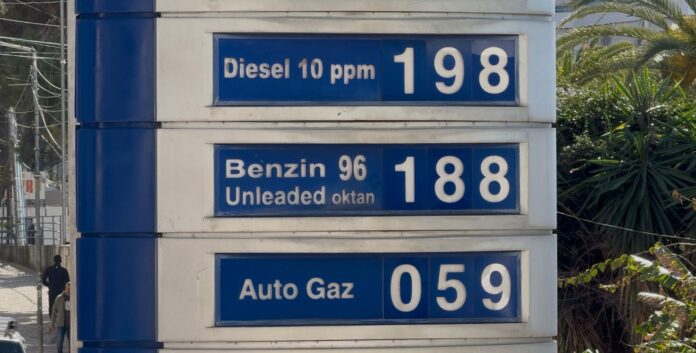 Diesel 10 ppm 198
Benzin 96 188
Unleaded oktan
Auto Gaz 059